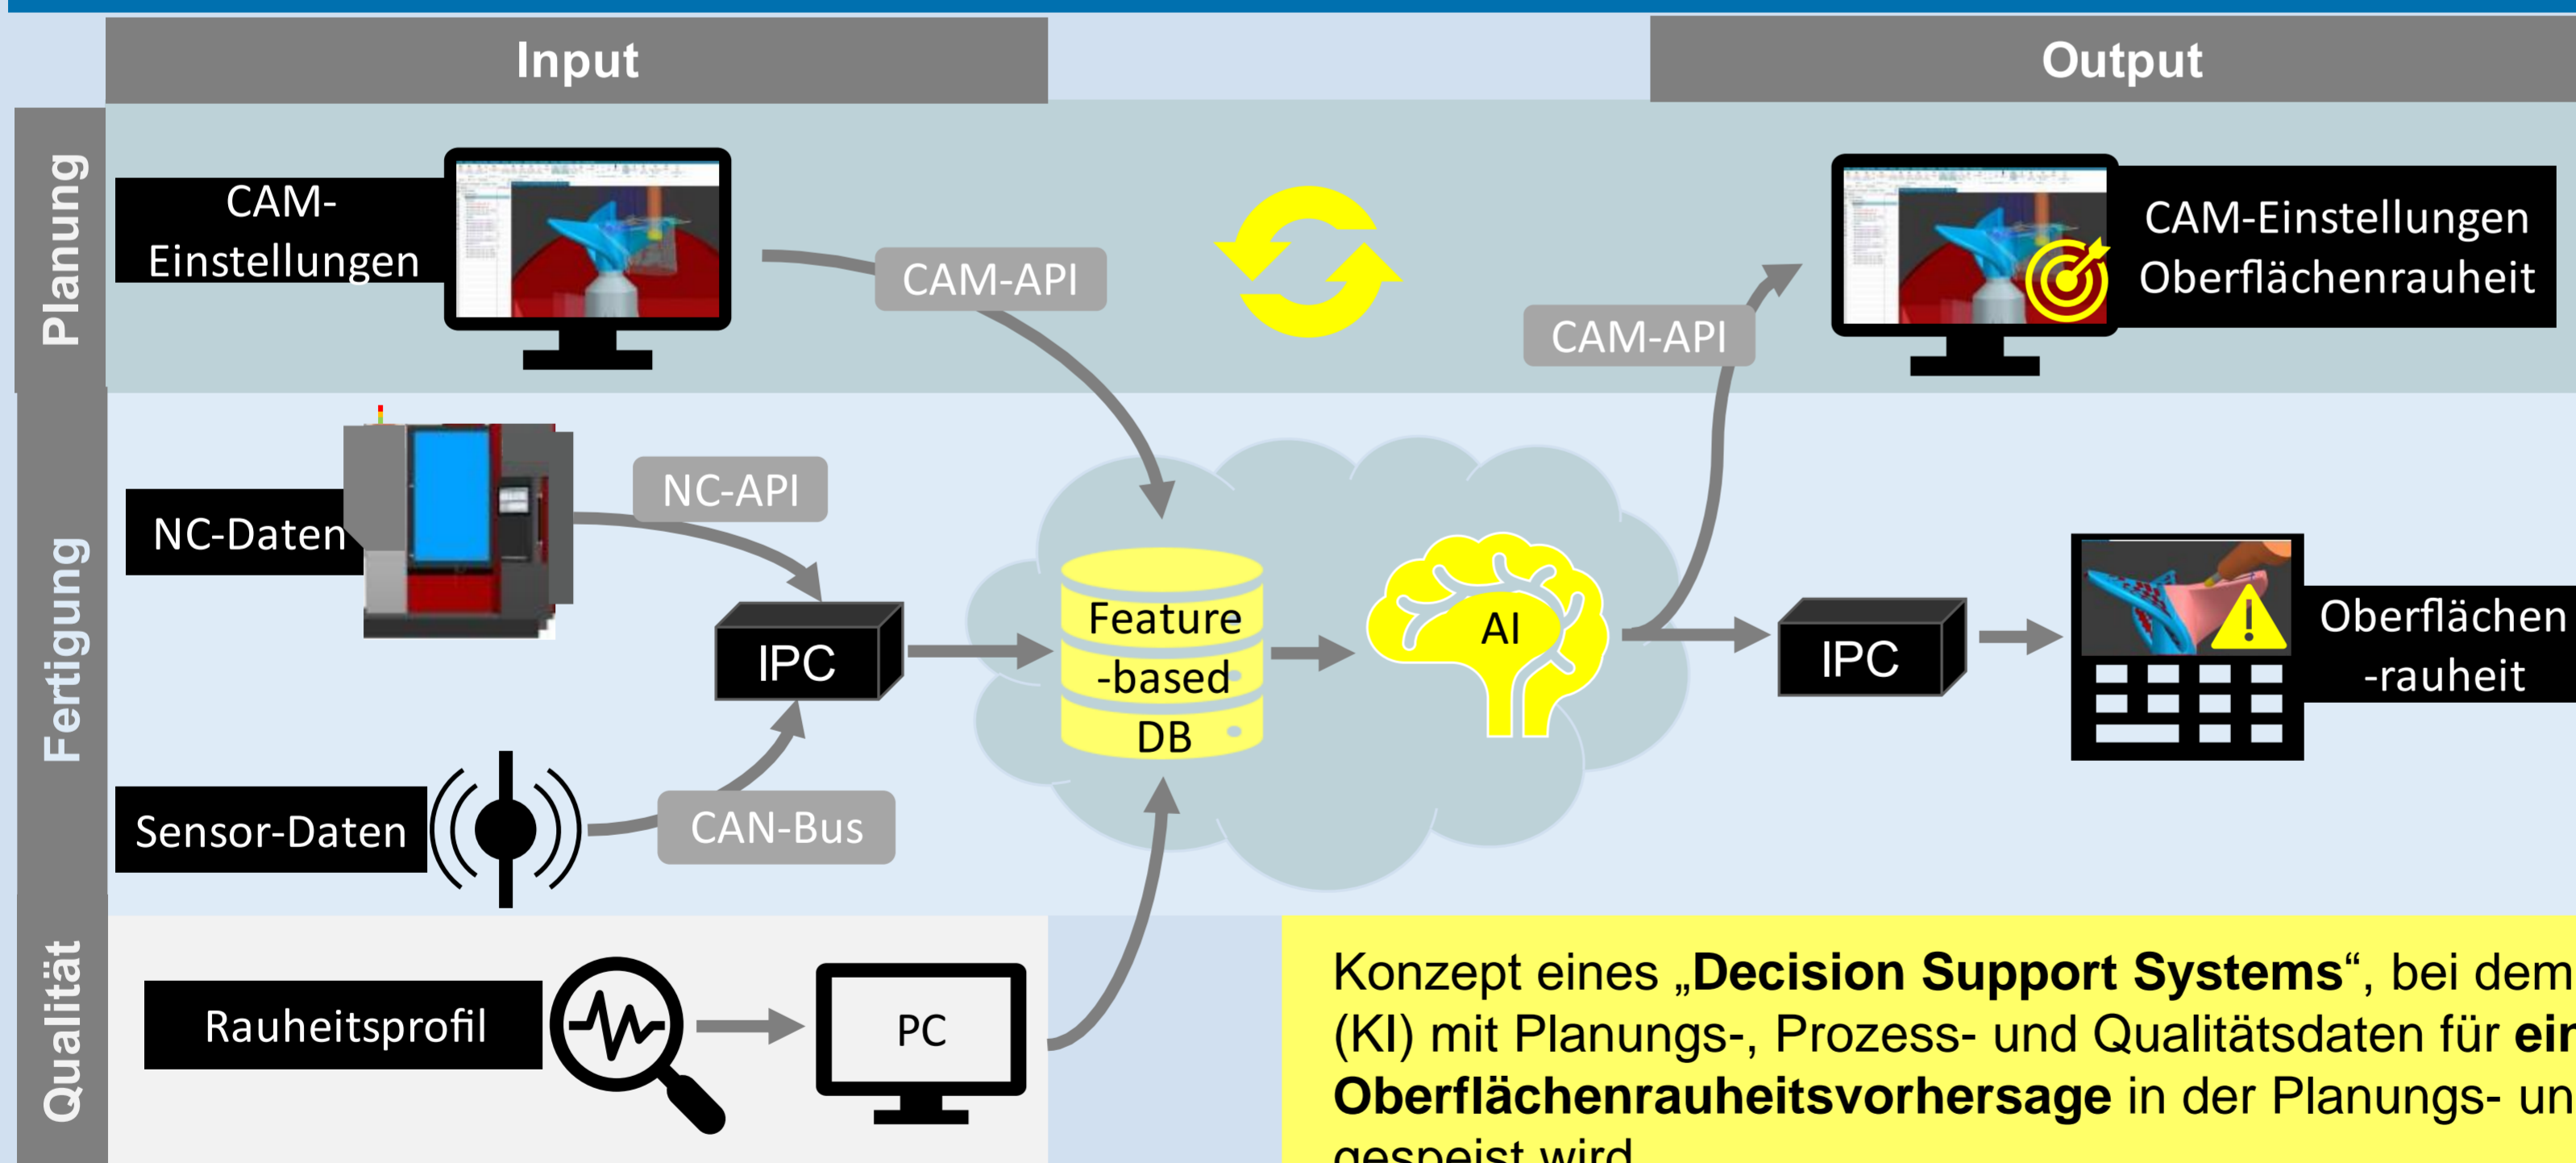 Input
Output
Planung
CAM-
Einstellungen
CAM-API
CAM-API
CAM-Einstellungen
Oberflächenrauheit
Fertigung
NC-Daten
NC-API
IPC
Sensor-Daten
CAN-Bus
Feature
-based
DB
AI
IPC
Oberflächen
-rauheit
Qualität
Rauheitsprofil
PC
Konzept eines „Decision Support Systems“, bei dem
(KI) mit Planungs-, Prozess- und Qualitätsdaten für
Oberflächenrauheitsvorhersage in der Planungs-
gespeist wird